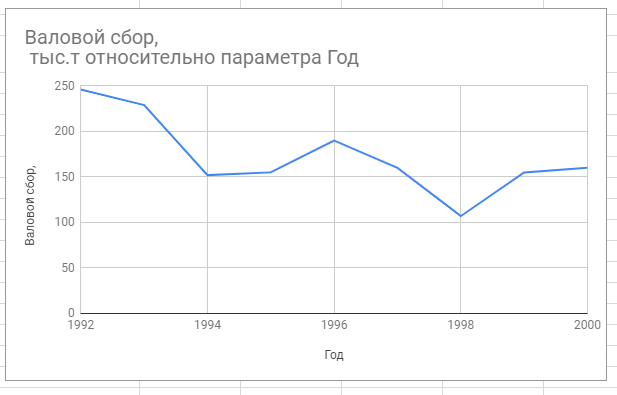 Валовой сбор,
тыс.т относительно параметра Год
250
200
150
100
50
0
Валовой сбор,
1992 1994 1996 1998 2000
Год